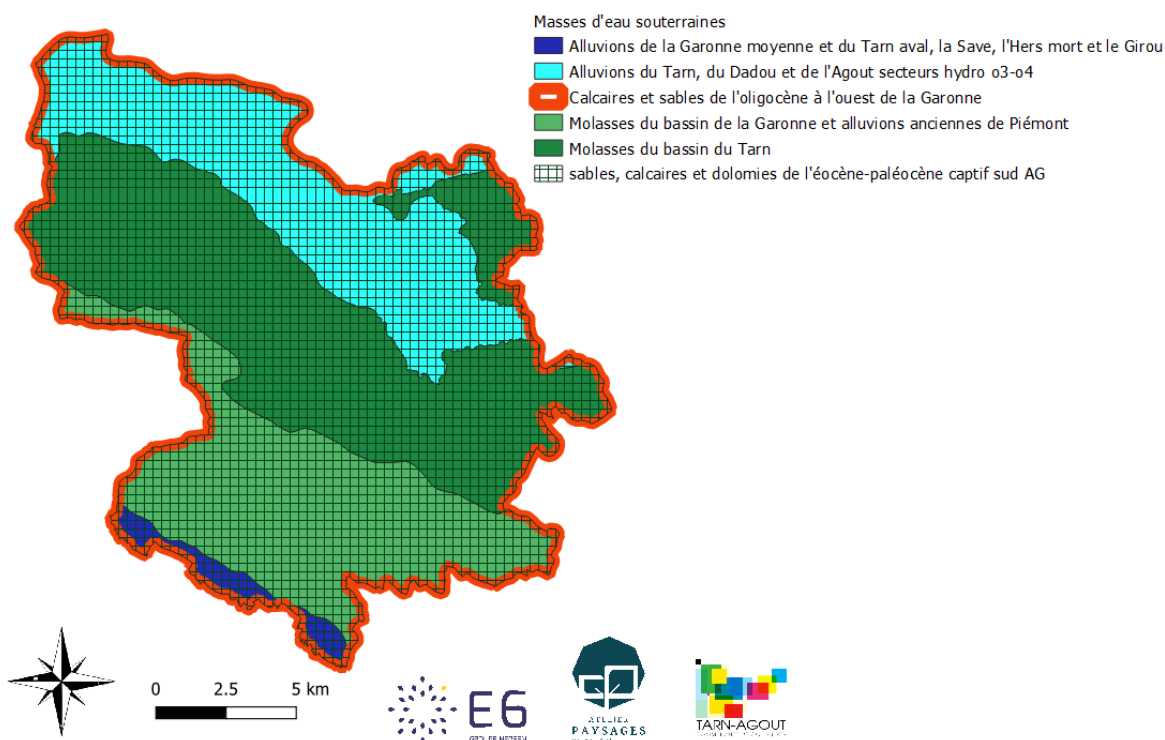 Masses d'eau souterraines
Alluvions de la Garonne moyenne et du Tarn aval, la Save, l'Hers mort et le Girou
Alluvions du Tarn, du Dadou et de l'Agout secteurs hydro o3-o4
Calcaires et sables de l'oligocène à l'ouest de la Garonne
Molasses du bassin de la Garonne et alluvions anciennes de Piémont
Molasses du bassin du Tarn
sables, calcaires et dolomies de l'éocène-paléocène captif sud AG
0 2.5 5 km
E6
ATELIER
PAYSAGES
TARN-AGOUT